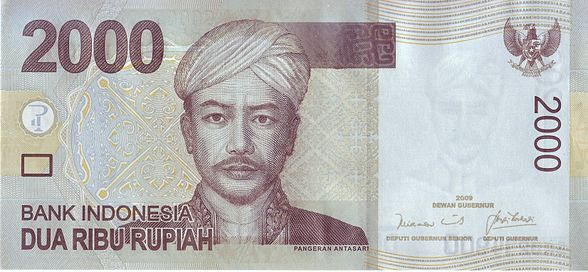 2000
BANK INDONESIA
DUA RIBU RUPIAH
PANGERAN ANTASARI
2000
2009
DEWAN GUBERNUR
DEPUTI GUBERNUR SENIOR
DEPUTI GUBERNUR